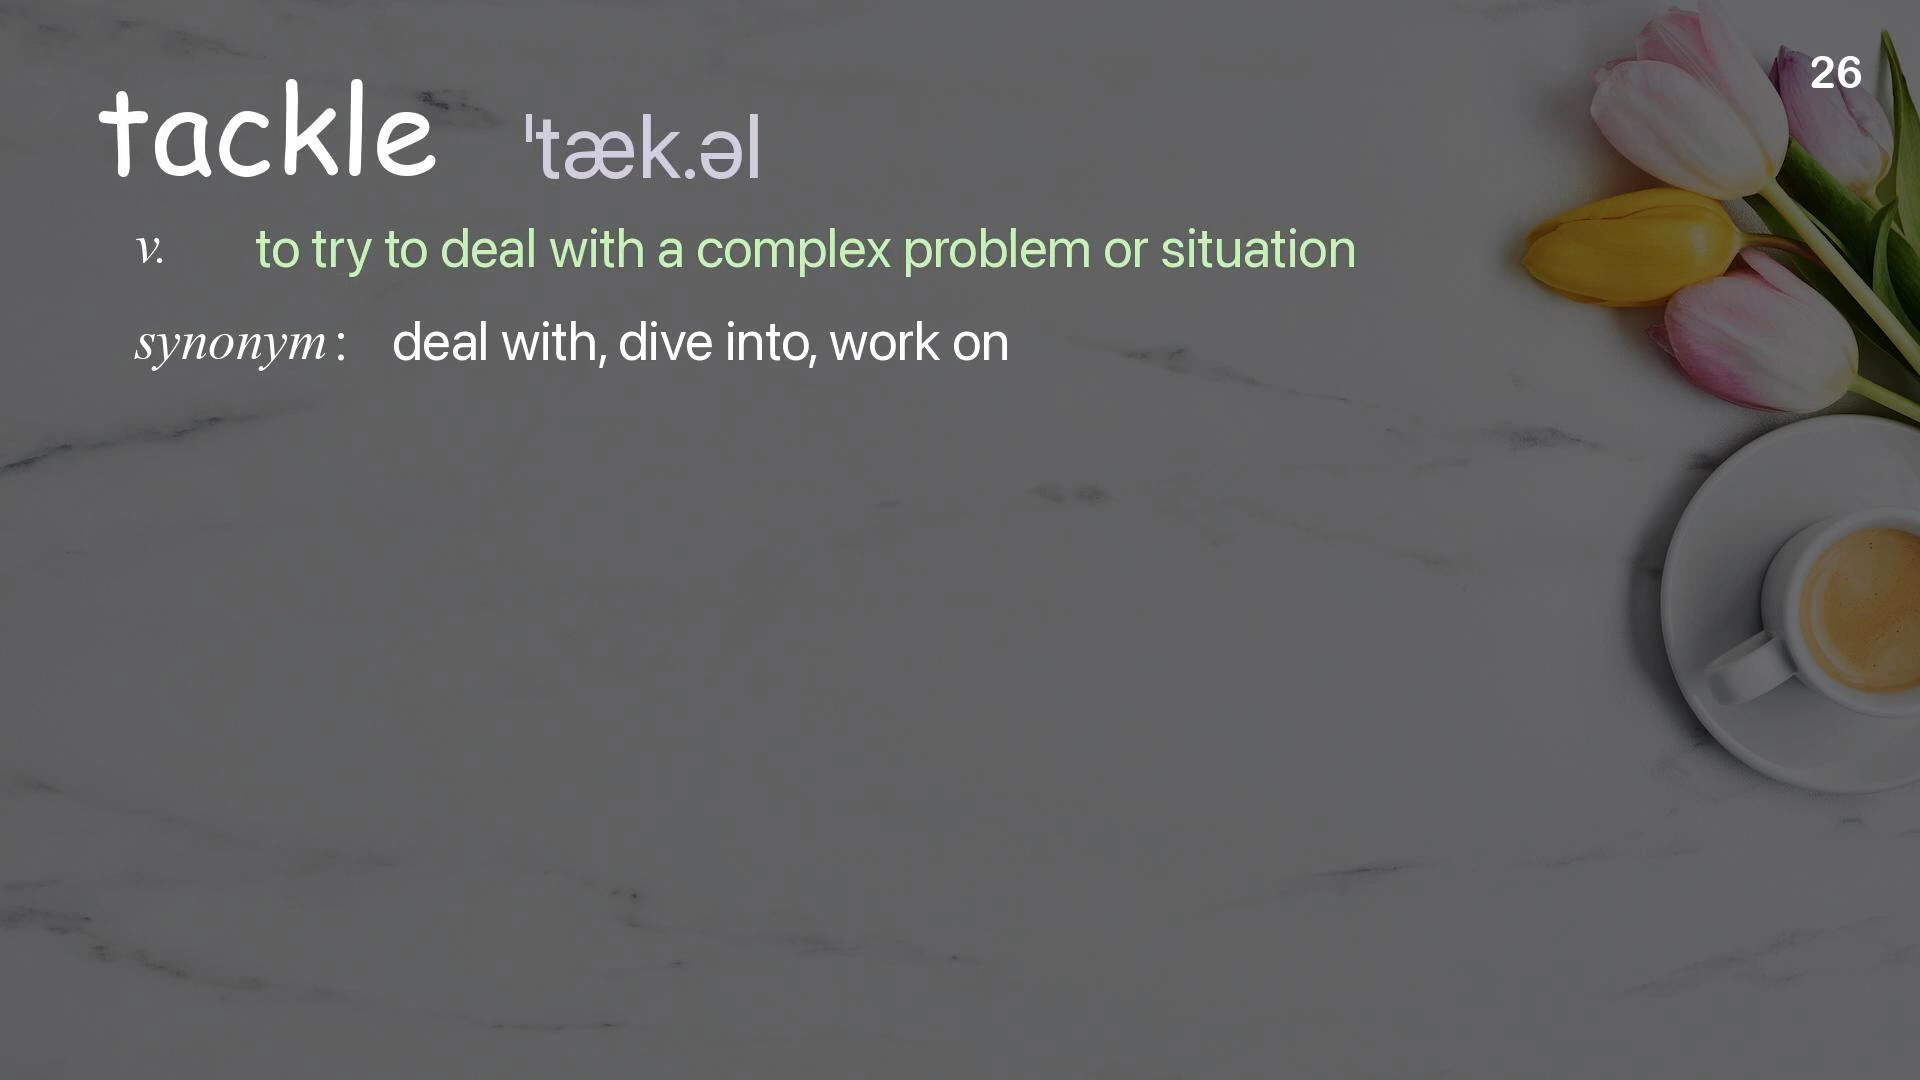 26
tackle ˈtæk.əl
v. to try to deal with a complex problem or situation
synonym: deal with, dive into, work on